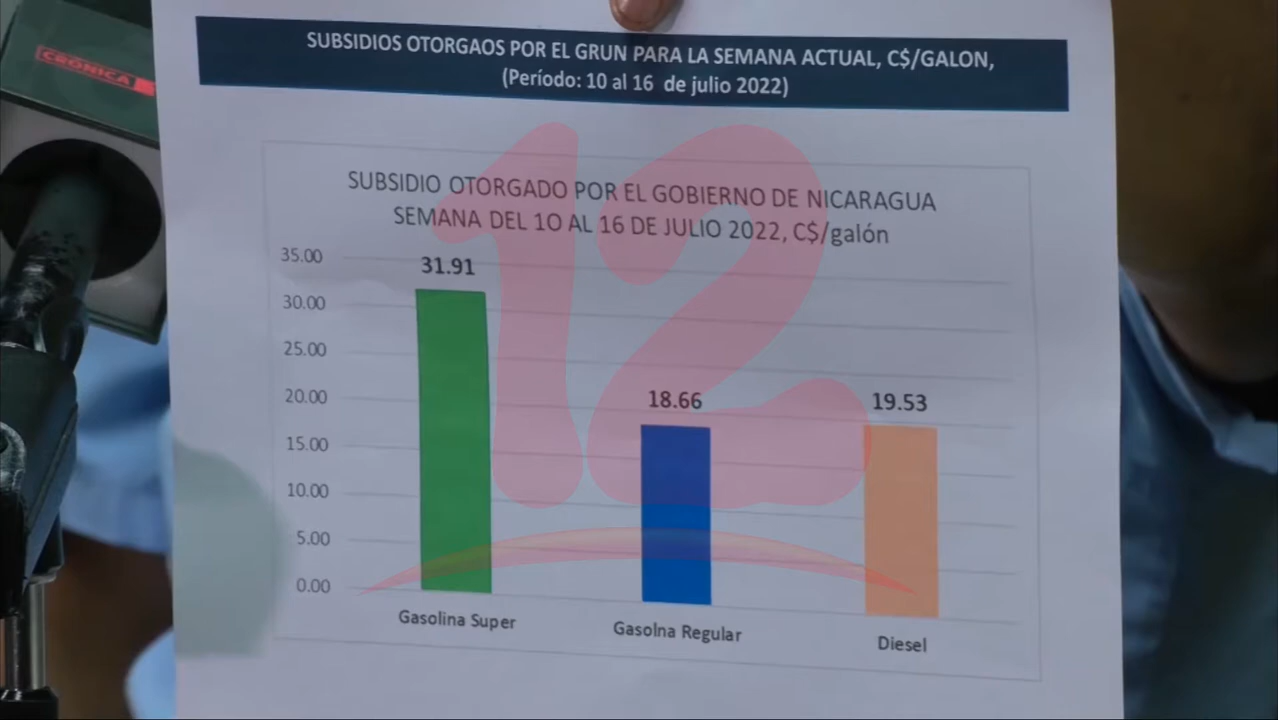 CRÓNICA
SUBSIDIOS OTORGAOS POR EL GRUN PARA LA SEMANA ACTUAL, C$/GALON,
(Período: 10 al 16 de julio 2022)
12
SUBSIDIO OTORGADO POR EL GOBIERNO DE NICARAGUA
SEMANA DEL 1O AL 16 DE JULIO 2022, C$/galón
35.00
30.00
25.00
20.00
15.00
10.00
5.00
0.00
31.91
18.66
19.53
Gasolina Super
Gasolna Regular
Diesel